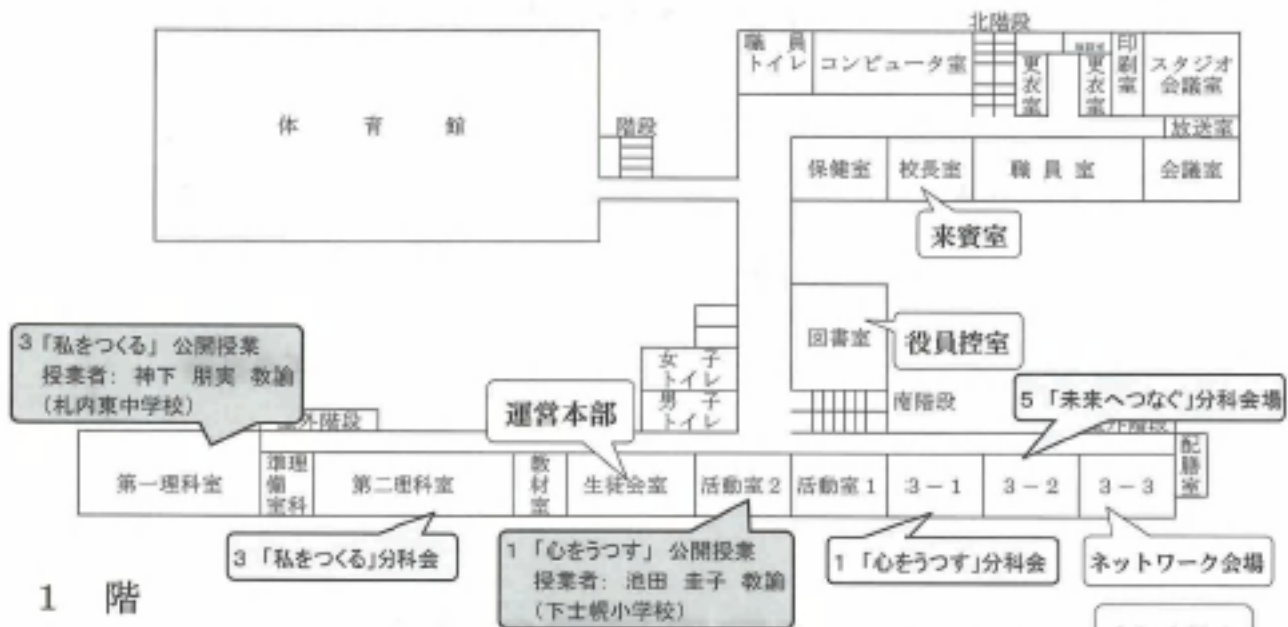 北階段
職員トイレ
コンピュータ室
更衣室
更衣室
印刷室
スタジオ会議室
体育館
階段
放送室
保健室
校長室
職員室
会議室
来賓室
3「私をつくる」公開授業
授業者：神下 朋実 教諭
（札内東中学校）
図書室
役員控室
女子トイレ
男子トイレ
運営本部
南階段
5「未来へつなぐ」分科会場
外階段
外階段
第一理科室
理科準備室
第二理科室
教材室
生徒会室
活動室2
活動室1
3－1
3－2
3－3
配膳室
3「私をつくる」分科会
1「心をうつす」公開授業
授業者：池田 圭子 教諭
（下士幌小学校）
1「心をうつす」分科会
ネットワーク会場
1 階